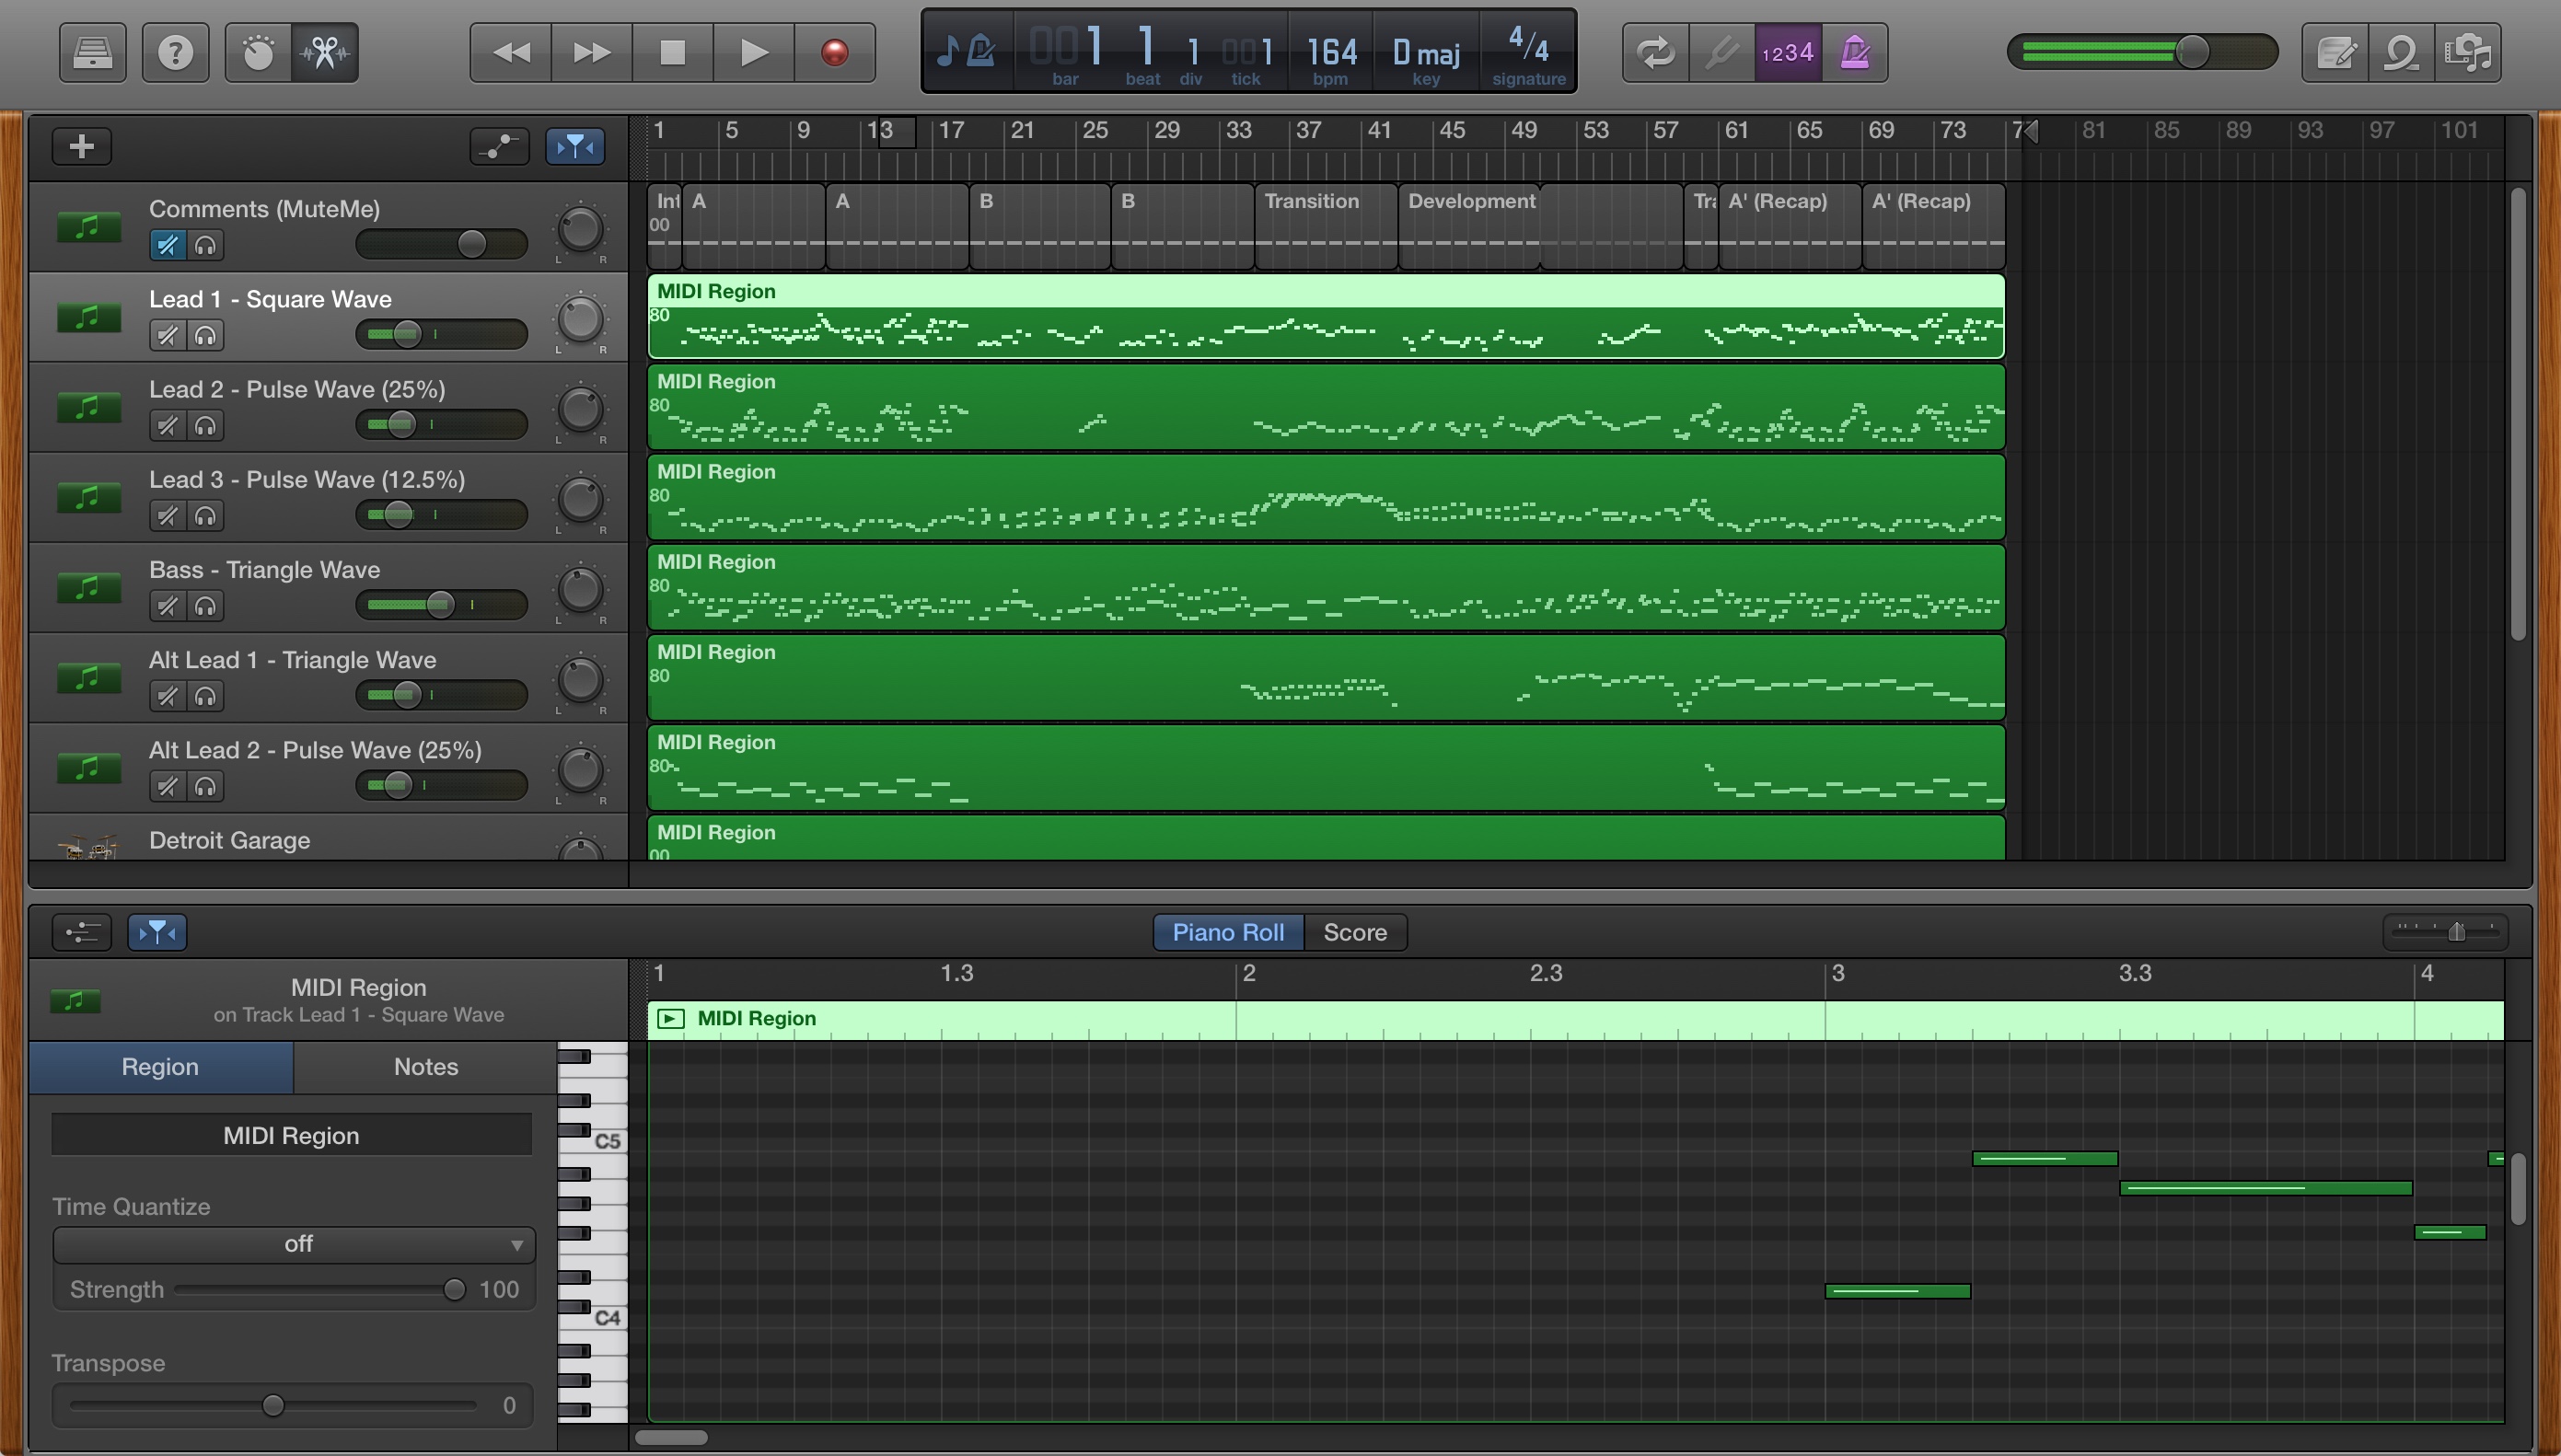 ?
001 1 1 001 164 D maj 4/4
bar beat div tick bpm key signature
1234
1 5 9 13 17 21 25 29 33 37 41 45 49 53 57 61 65 69 73 81 85 89 93 97 101
Comments (MuteMe)
L R
A A B B Transition Development A' (Recap) A' (Recap)
00
Lead 1 - Square Wave
L R
MIDI Region
80
Lead 2 - Pulse Wave (25%)
L R
MIDI Region
80
Lead 3 - Pulse Wave (12.5%)
L R
MIDI Region
80
Bass - Triangle Wave
L R
MIDI Region
80
Alt Lead 1 - Triangle Wave
L R
MIDI Region
80
Alt Lead 2 - Pulse Wave (25%)
L R
MIDI Region
80
Detroit Garage
MIDI Region
00
Piano Roll Score
MIDI Region
on Track Lead 1 - Square Wave
1 1.3 2 2.3 3 3.3 4
MIDI Region
Region Notes
MIDI Region
Time Quantize
off
Strength 100
Transpose
0
C5
C4